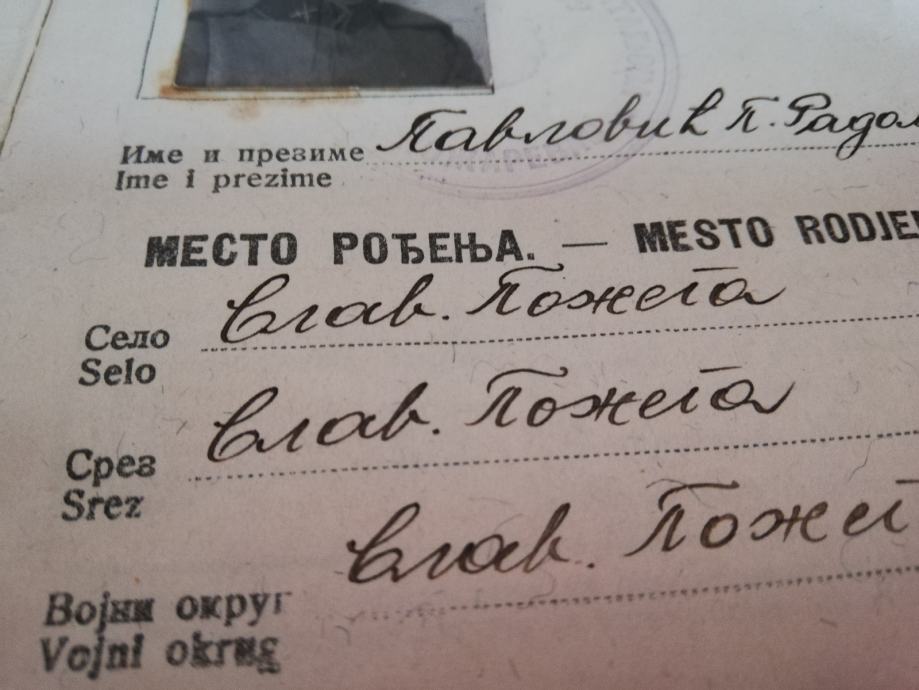 Име и презиме Павловић П. Радом
Ime i prezime
МЕСТО РОЂЕЊА. — MESTO RODJE
Село Слав. Пожега
Selo
Срез Слав. Пожега
Srez
Војни округ Слав. Пожег
Vojni okrug